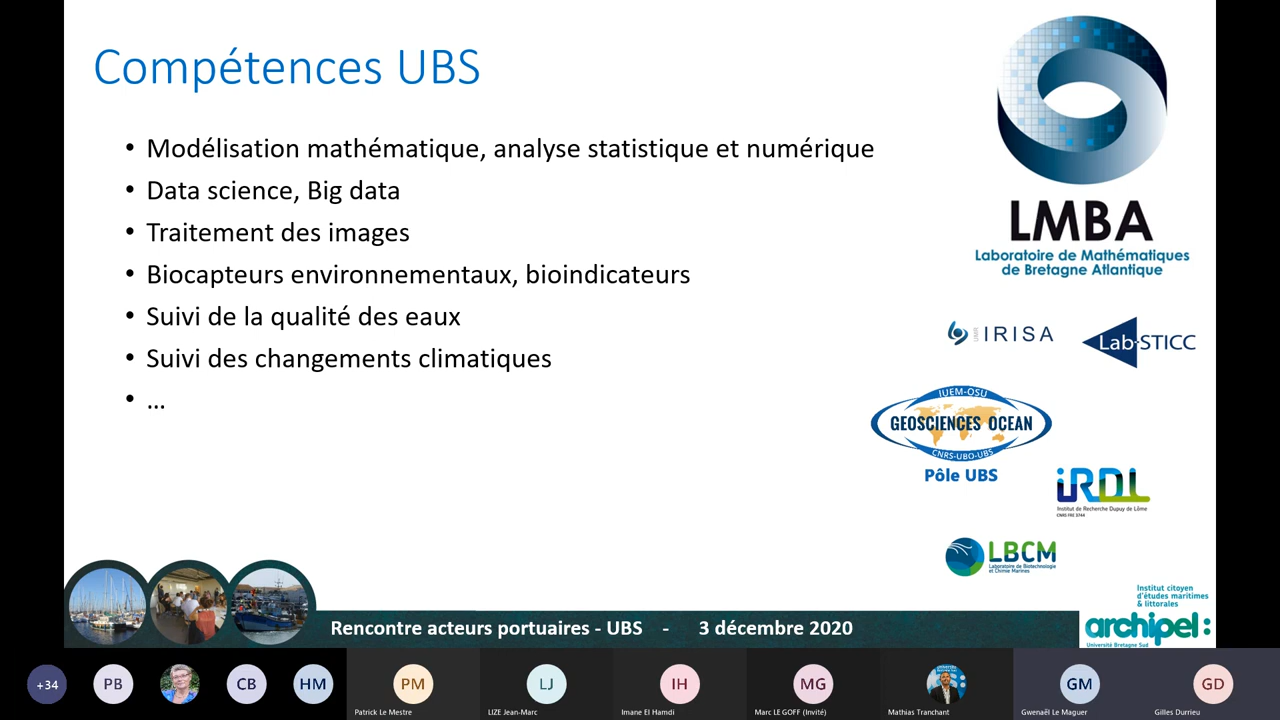 Compétences UBS
• Modélisation mathématique, analyse statistique et numérique
• Data science, Big data
• Traitement des images
• Biocapteurs environnementaux, bioindicateurs
• Suivi de la qualité des eaux
• Suivi des changements climatiques
• ...
LMBA
Laboratoire de Mathématiques
de Bretagne Atlantique
UMR IRISA
Lab-STICC
IUEM-OSU
GEOSCIENCES OCEAN
CNRS-UBO-UBS
Pôle UBS
iRDL
Institut de Recherche Dupuy de Lôme
CNRS FRE 3744
LBCM
Laboratoire de Biotechnologie
et Chimie Marines
Institut citoyen
d'études maritimes
& littorales
archipel:
Université Bretagne Sud
Rencontre acteurs portuaires - UBS - 3 décembre 2020
+34
PB
CB
HM
PM
LJ
IH
MG
GM
GD
Patrick Le Mestre
LIZE Jean-Marc
Imane El Hamdi
Marc LE GOFF (Invité)
Mathias Tranchant
Gwenaël Le Maguer
Gilles Durrieu